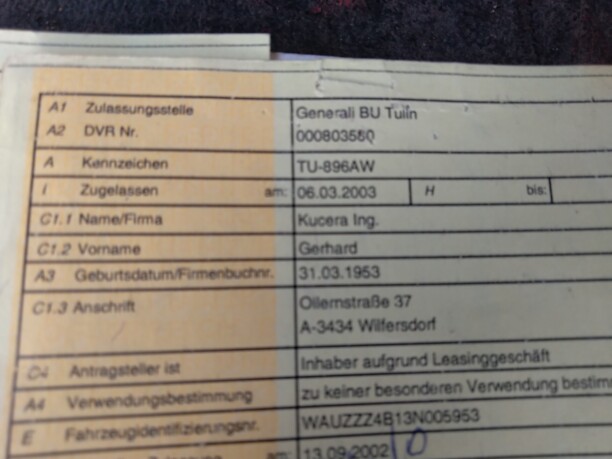 A1 Zulassungsstelle Generali BU Tulln
A2 DVR Nr. 000803580
A Kennzeichen TU-896AW
I Zugelassen am: 06.03.2003 H bis:
C1.1 Name/Firma Kucera Ing.
C1.2 Vorname Gerhard
A3 Geburtsdatum/Firmenbuchnr. 31.03.1953
C1.3 Anschrift Ollernstraße 37
A-3434 Wilfersdorf
C4 Antragsteller ist Inhaber aufgrund Leasinggeschäft
A4 Verwendungsbestimmung zu keiner besonderen Verwendung bestimm
E Fahrzeugidentifizierungsnr. WAUZZZ4B13N005953
am: 13.09.2002